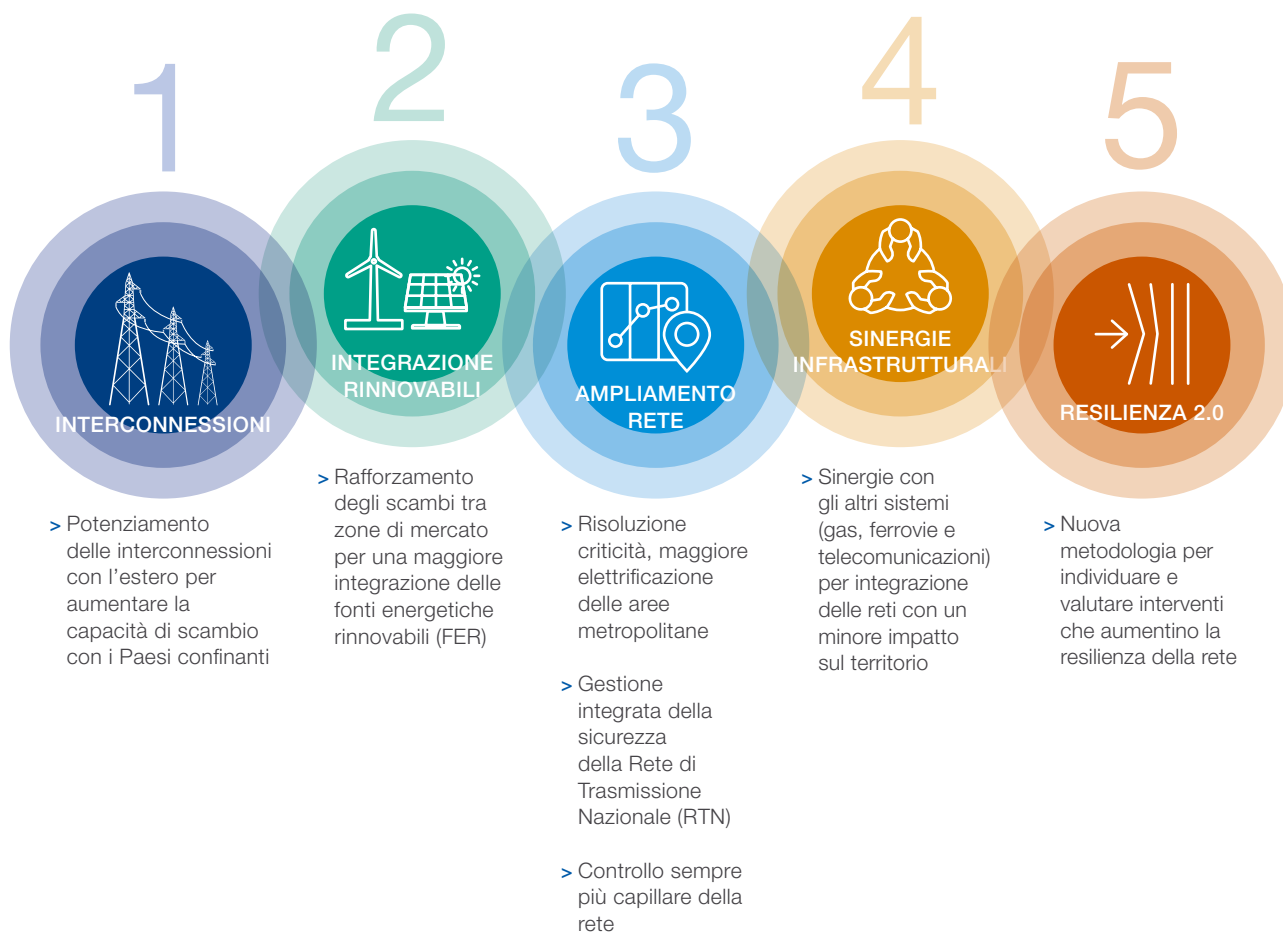 1
INTERCONNESSIONI
> Potenziamento
delle interconnessioni
con l'estero per
aumentare la
capacità di scambio
con i Paesi confinanti
2
INTEGRAZIONE
RINNOVABILI
> Rafforzamento
degli scambi tra
zone di mercato
per una maggiore
integrazione delle
fonti energetiche
rinnovabili (FER)
3
AMPLIAMENTO
RETE
> Risoluzione
criticità, maggiore
elettrificazione
delle aree
metropolitane
> Gestione
integrata della
sicurezza
della Rete di
Trasmissione
Nazionale (RTN)
> Controllo sempre
più capillare della
rete
4
SINERGIE
INFRASTRUTTURALI
> Sinergie con
gli altri sistemi
(gas, ferrovie e
telecomunicazioni)
per integrazione
delle reti con un
minore impatto
sul territorio
5
RESILIENZA 2.0
> Nuova
metodologia per
individuare e
valutare interventi
che aumentino la
resilienza della rete